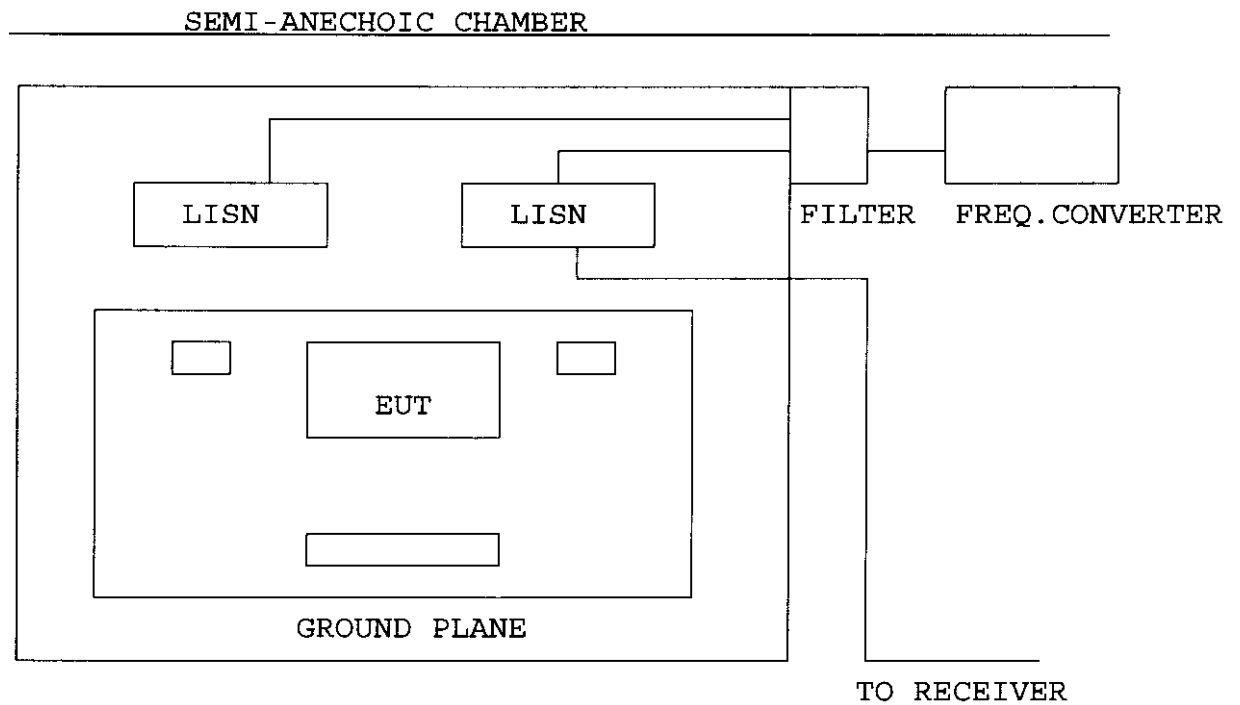 SEMI-ANECHOIC CHAMBER
LISN
LISN
FILTER
FREQ.CONVERTER
EUT
GROUND PLANE
TO RECEIVER